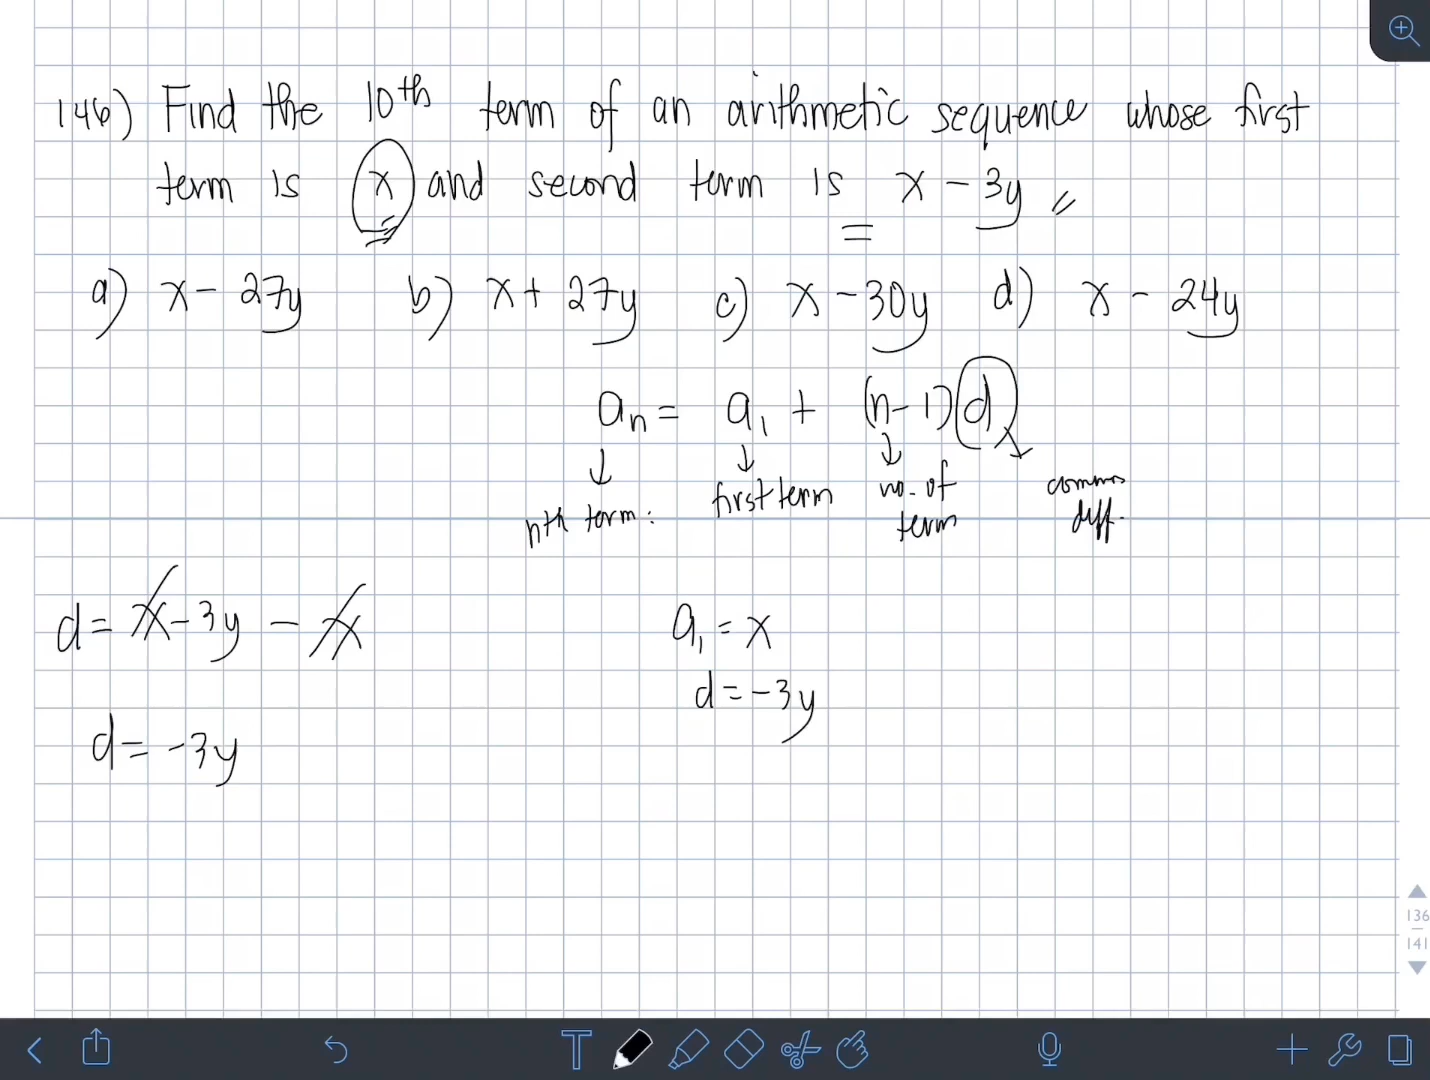 146) Find the 10th term of an arithmetic sequence whose first
term is x and second term is x - 3y
a) x - 27y b) x + 27y c) x - 30y d) x - 24y
an = a1 + (n - 1) d
nth term : first term no. of term common diff.
d = x - 3y - x
a1 = x
d = -3y
d = -3y
136
141
T